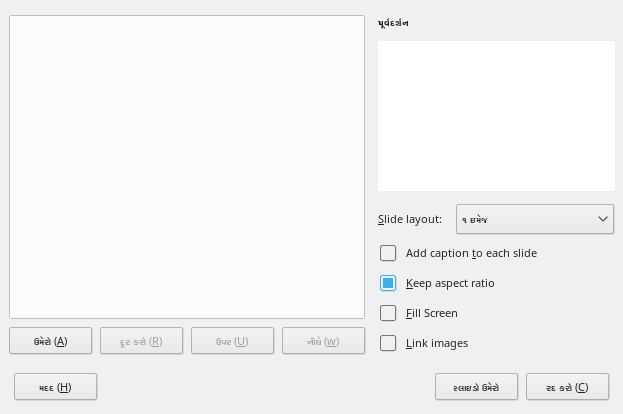 પૂર્વદર્શન
Slide layout: ૧ ઇમેજ
Add caption to each slide
Keep aspect ratio
Fill Screen
Link images
ઉમેરો (A) દૂર કરો (R) ઉપર (U) નીચે (w)
મદદ (H) સ્લાઇડો ઉમેરો રદ કરો (C)